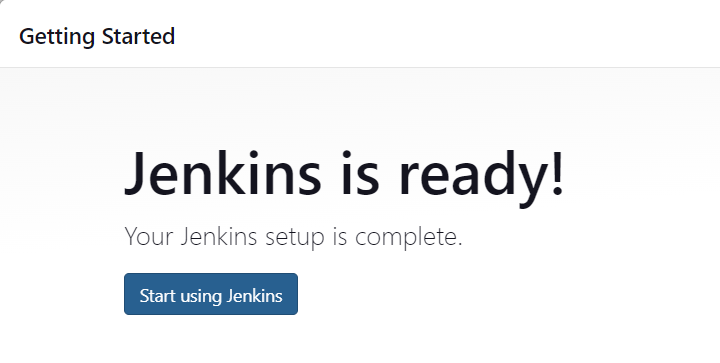 Getting Started
Jenkins is ready!
Your Jenkins setup is complete.
Start using Jenkins